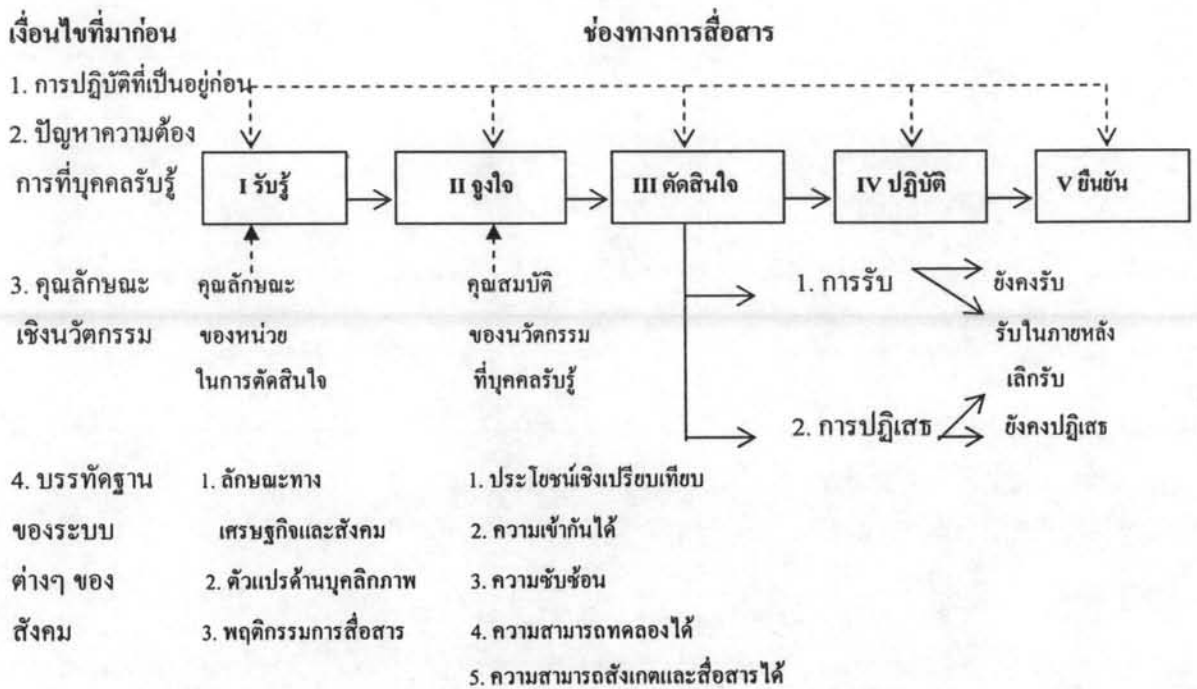 เงื่อนไขที่มาก่อน
ช่องทางการสื่อสาร
1. การปฏิบัติที่เป็นอยู่ก่อน
2. ปัญหาความต้อง
การที่บุคคลรับรู้
I รับรู้
II จูงใจ
III ตัดสินใจ
IV ปฏิบัติ
V ยืนยัน
3. คุณลักษณะ
เชิงนวัตกรรม
คุณลักษณะ
ของหน่วย
ในการตัดสินใจ
คุณสมบัติ
ของนวัตกรรม
ที่บุคคลรับรู้
1. การรับ
ยังคงรับ
รับในภายหลัง
เลิกรับ
2. การปฏิเสธ
ยังคงปฏิเสธ
4. บรรทัดฐาน
ของระบบ
ต่างๆ ของ
สังคม
1. ลักษณะทาง
เศรษฐกิจและสังคม
2. ตัวแปรด้านบุคลิกภาพ
3. พฤติกรรมการสื่อสาร
1. ประโยชน์เชิงเปรียบเทียบ
2. ความเข้ากันได้
3. ความซับซ้อน
4. ความสามารถทดลองได้
5. ความสามารถสังเกตและสื่อสารได้